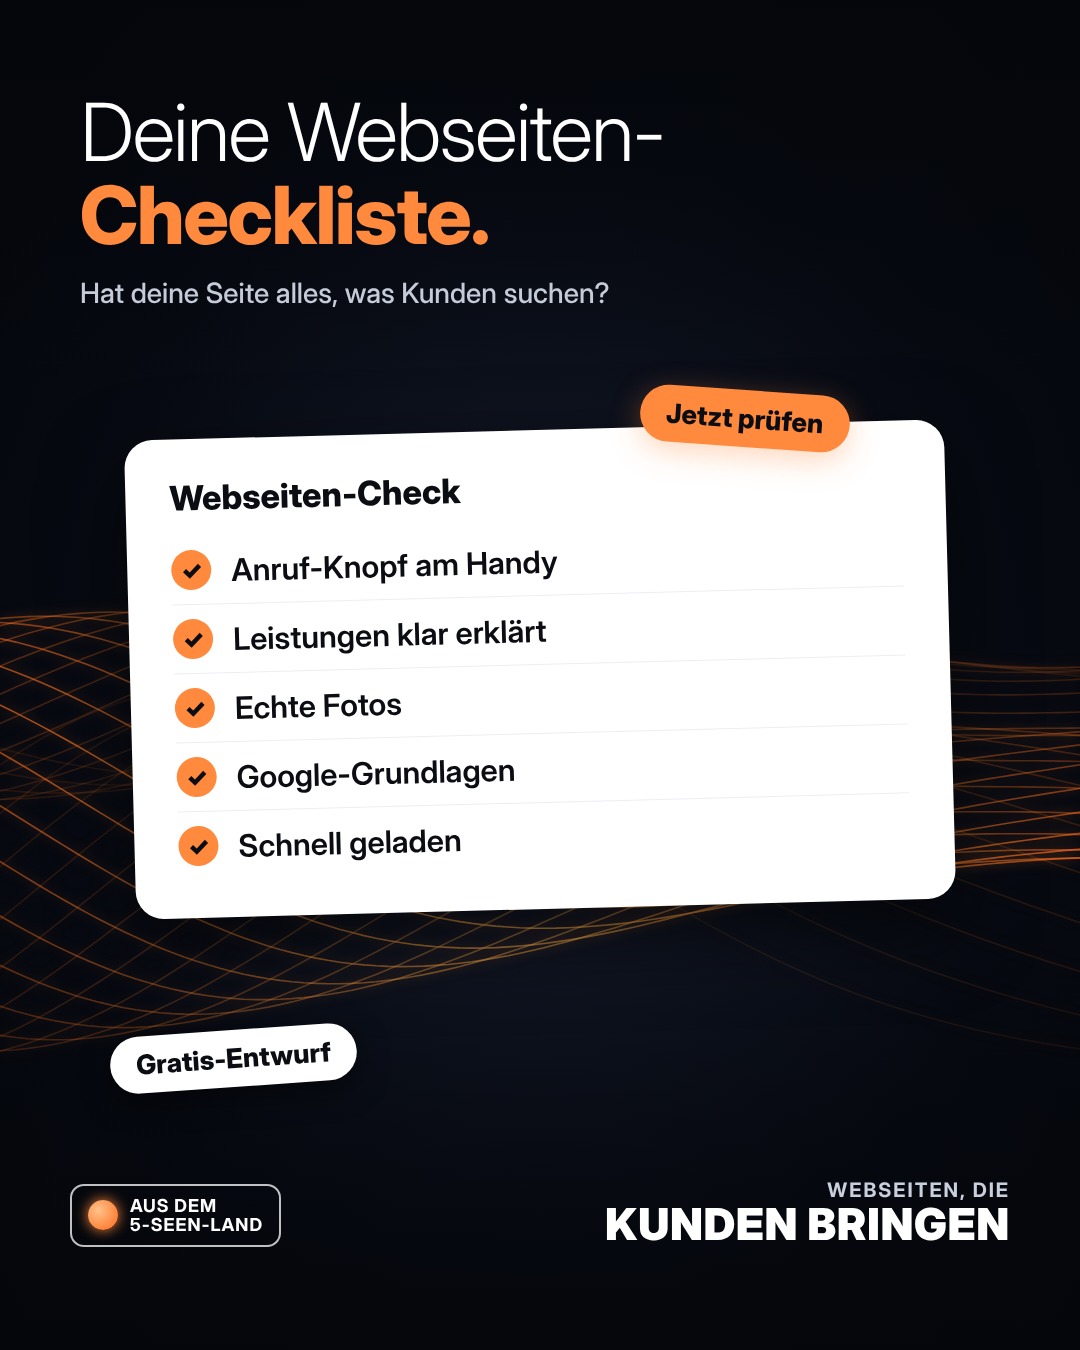 Deine Webseiten-
Checkliste.
Hat deine Seite alles, was Kunden suchen?
Jetzt prüfen
Webseiten-Check
Anruf-Knopf am Handy
Leistungen klar erklärt
Echte Fotos
Google-Grundlagen
Schnell geladen
Gratis-Entwurf
AUS DEM
5-SEEN-LAND
WEBSEITEN, DIE
KUNDEN BRINGEN